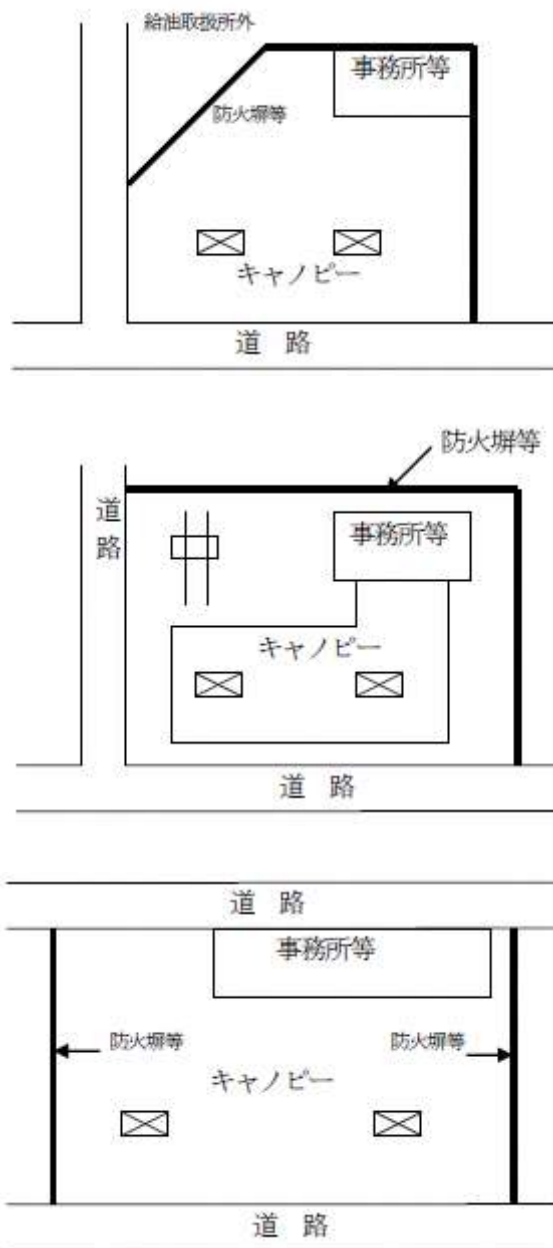 給油取扱所外
事務所等
防火塀等
キャノピー
道 路
防火塀等
道
路
事務所等
キャノピー
道 路
道 路
事務所等
防火塀等
防火塀等
キャノピー
道 路